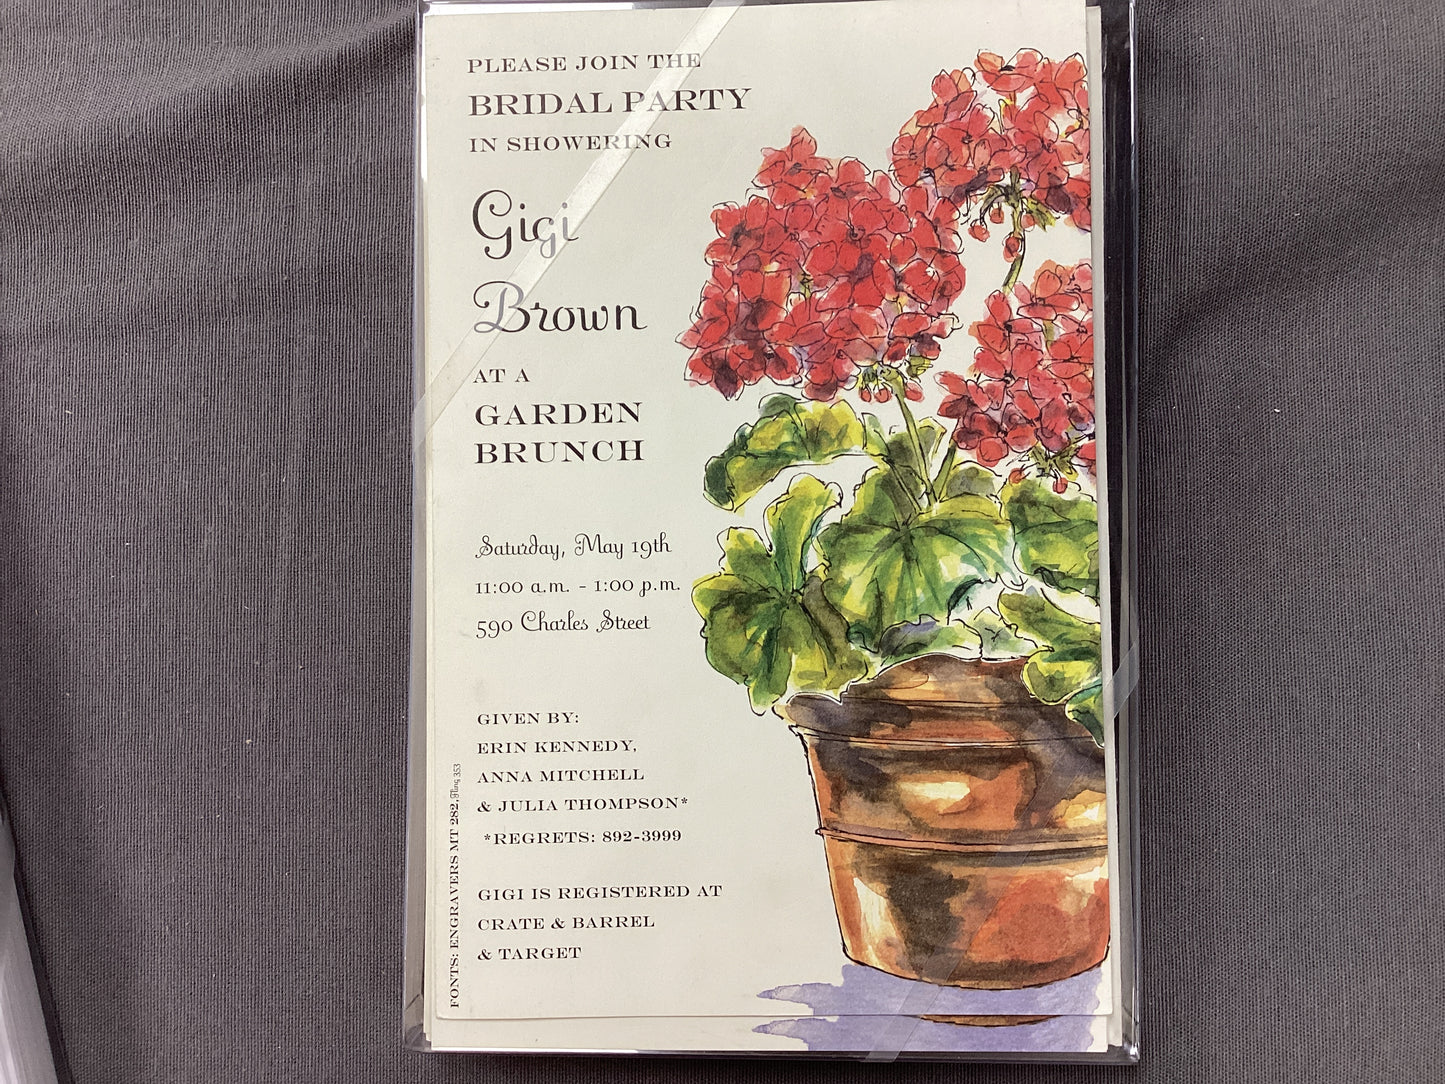 PLEASE JOIN THE
BRIDAL PARTY
IN SHOWERING
Gigi
Brown
AT A
GARDEN
BRUNCH
Saturday, May 19th
11:00 a.m. - 1:00 p.m.
590 Charles Street
GIVEN BY:
ERIN KENNEDY,
ANNA MITCHELL
& JULIA THOMPSON*
*REGRETS: 892-3999
GIGI IS REGISTERED AT
CRATE & BARREL
& TARGET
FONTS: ENGRAVERS MT 282, Fling 353